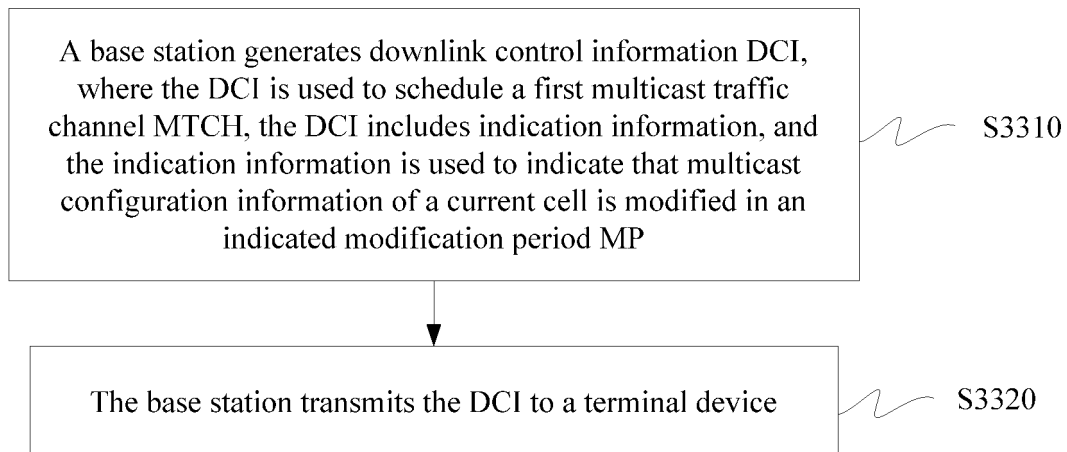 A base station generates downlink control information DCI,
where the DCI is used to schedule a first multicast traffic
channel MTCH, the DCI includes indication information, and
the indication information is used to indicate that multicast
configuration information of a current cell is modified in an
indicated modification period MP
S3310
The base station transmits the DCI to a terminal device
S3320